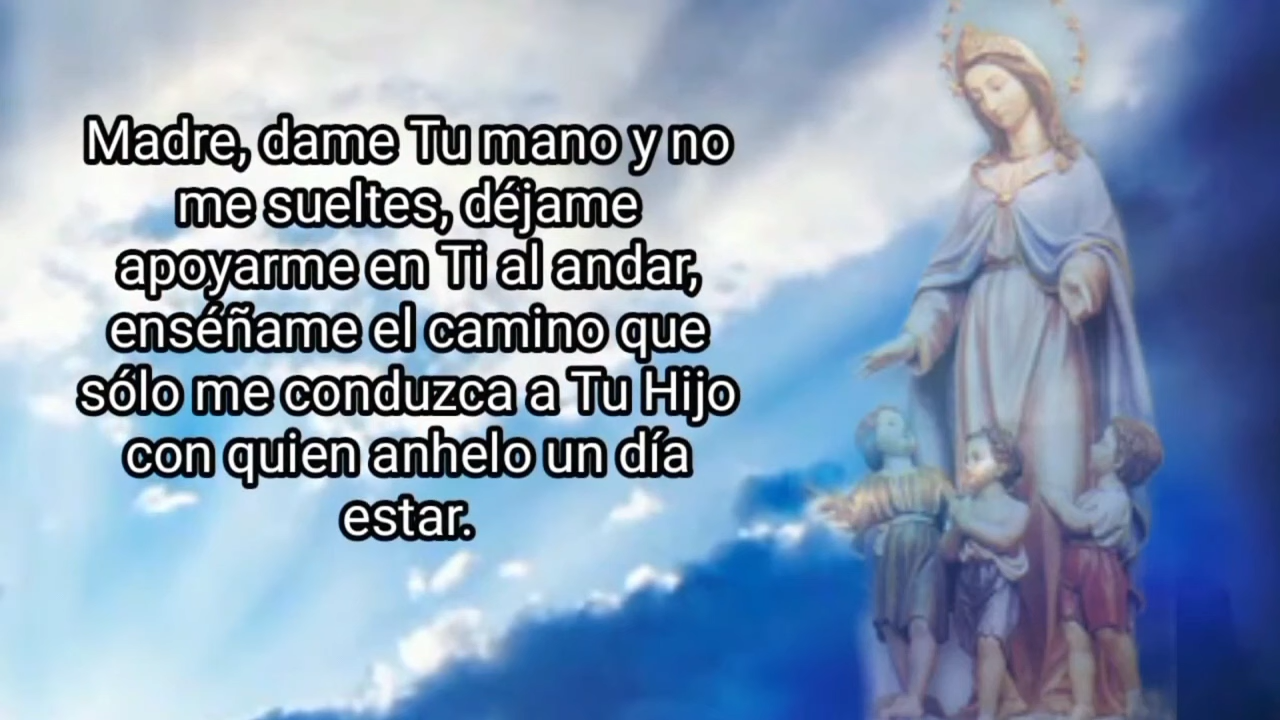 Madre, dame Tu mano y no
me sueltes, déjame
apoyarme en Ti al andar,
enséñame el camino que
sólo me conduzca a Tu Hijo
con quien anhelo un día
estar.